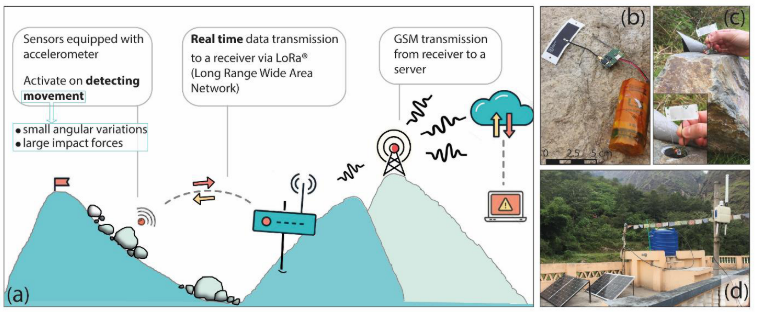 Sensors equipped with
accelerometer
Activate on detecting
movement
• small angular variations
• large impact forces
Real time data transmission
to a receiver via LoRa®
(Long Range Wide Area
Network)
GSM transmission
from receiver to a
server
(a)
(b)
0 2.5 5 cm
(c)
(d)